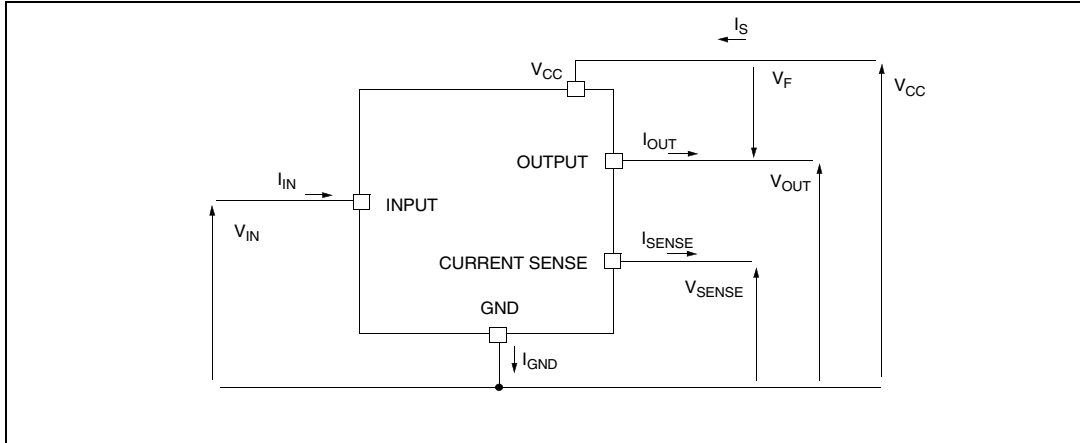 I_S
V_CC
V_F
V_CC
I_OUT
OUTPUT
V_OUT
I_IN
INPUT
V_IN
I_SENSE
CURRENT SENSE
V_SENSE
GND
I_GND